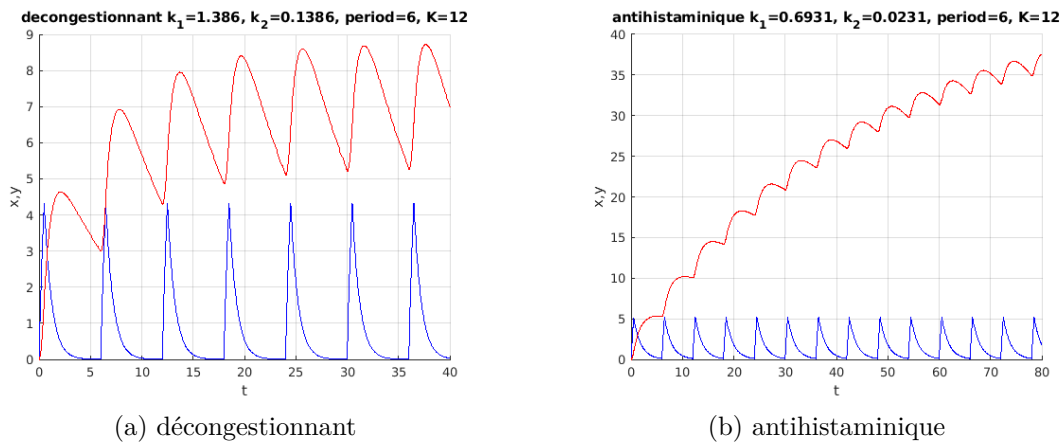 decongestionnant k₁=1.386, k₂=0.1386, period=6, K=12
9
8
7
6
5
4
3
2
1
0
x,y
0 5 10 15 20 25 30 35 40
t
(a) décongestionnant
antihistaminique k₁=0.6931, k₂=0.0231, period=6, K=12
40
35
30
25
20
15
10
5
0
x,y
0 10 20 30 40 50 60 70 80
t
(b) antihistaminique